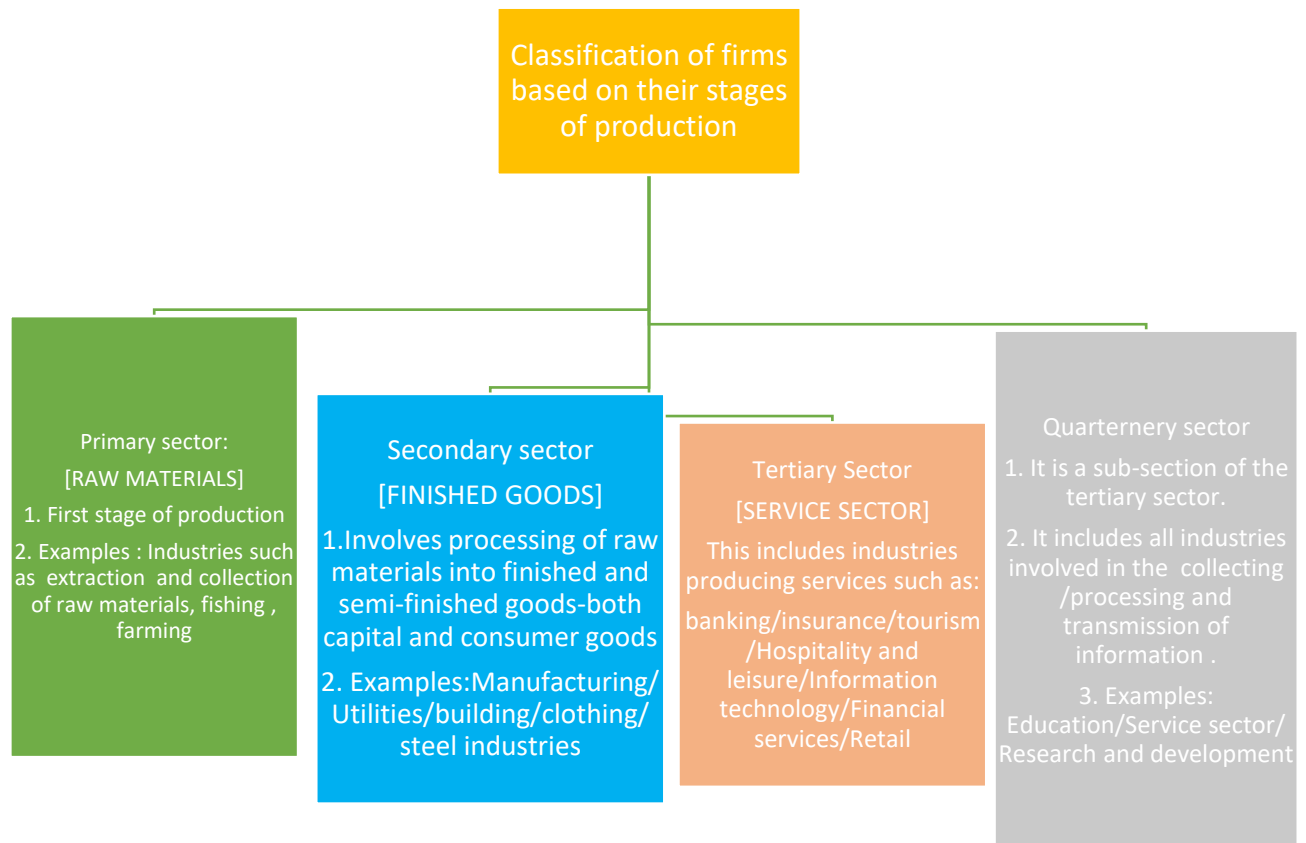 Classification of firms
based on their stages
of production
Primary sector:
[RAW MATERIALS]
1. First stage of production
2. Examples : Industries such
as extraction and collection
of raw materials, fishing ,
farming
Secondary sector
[FINISHED GOODS]
1.Involves processing of raw
materials into finished and
semi-finished goods-both
capital and consumer goods
2. Examples:Manufacturing/
Utilities/building/clothing/
steel industries
Tertiary Sector
[SERVICE SECTOR]
This includes industries
producing services such as:
banking/insurance/tourism
/Hospitality and
leisure/Information
technology/Financial
services/Retail
Quarternery sector
1. It is a sub-section of the
tertiary sector.
2. It includes all industries
involved in the collecting
/processing and
transmission of
information .
3. Examples:
Education/Service sector/
Research and development